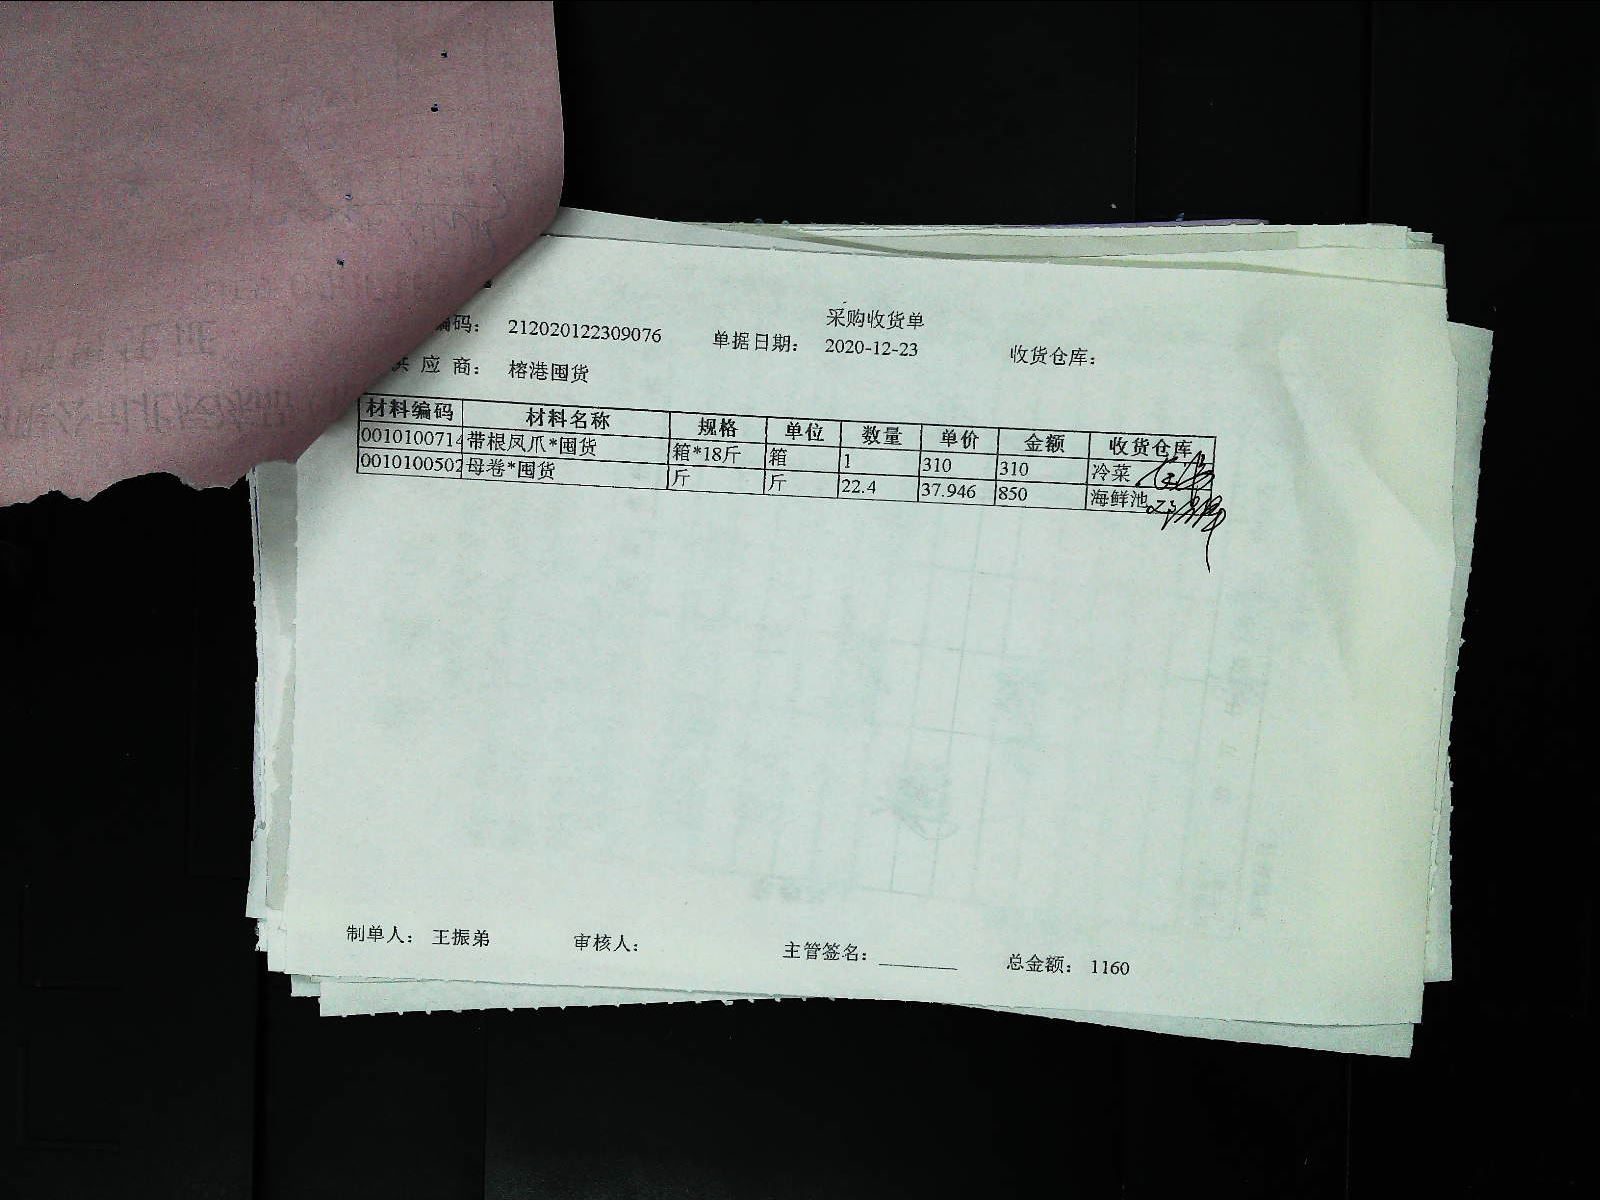 采购收货单
编码： 212020122309076 单据日期： 2020-12-23 收货仓库：
供 应 商： 榕港囤货
材料编码 材料名称 规格 单位 数量 单价 金额 收货仓库
0010100714 带根凤爪*囤货 箱*18斤 箱 1 310 310 冷菜
0010100502 母卷*囤货 斤 斤 22.4 37.946 850 海鲜池
制单人： 王振弟 审核人： 主管签名： 总金额： 1160